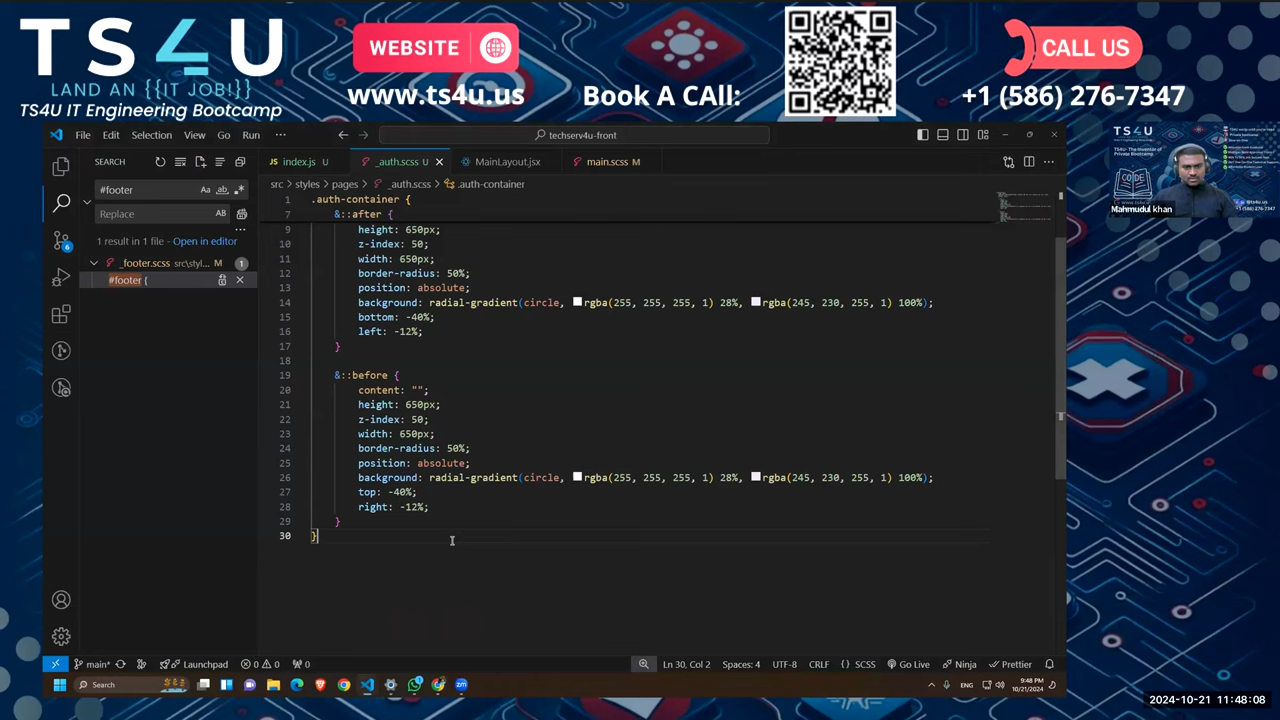 TS4U
LAND AN {{IT JOB!}}
TS4U IT Engineering Bootcamp
WEBSITE
www.ts4u.us
Book A CAll:
CALL US
+1 (586) 276-7347
File Edit Selection View Go Run ···
techserv4u-front
SEARCH
index.js U
_auth.scss U
MainLayout.jsx
main.scss M
#footer
Aa ab
src > styles > pages > _auth.scss > .auth-container
Replace
AB
1 result in 1 file - Open in editor
_footer.scss src\styl... M 1
#footer {
1 .auth-container {
7 &::after {
9 height: 650px;
10 z-index: 50;
11 width: 650px;
12 border-radius: 50%;
13 position: absolute;
14 background: radial-gradient(circle, rgba(255, 255, 255, 1) 28%, rgba(245, 230, 255, 1) 100%);
15 bottom: -40%;
16 left: -12%;
17 }
18
19 &::before {
20 content: "";
21 height: 650px;
22 z-index: 50;
23 width: 650px;
24 border-radius: 50%;
25 position: absolute;
26 background: radial-gradient(circle, rgba(255, 255, 255, 1) 28%, rgba(245, 230, 255, 1) 100%);
27 top: -40%;
28 right: -12%;
29 }
30 }
6
main* Launchpad 0 0 0
Ln 30, Col 2 Spaces: 4 UTF-8 CRLF {} SCSS Go Live Ninja Prettier
Search
ENG
9:48 PM
10/21/2024
TS4U
CODE
Mahmudul khan
2024-10-21 11:48:08